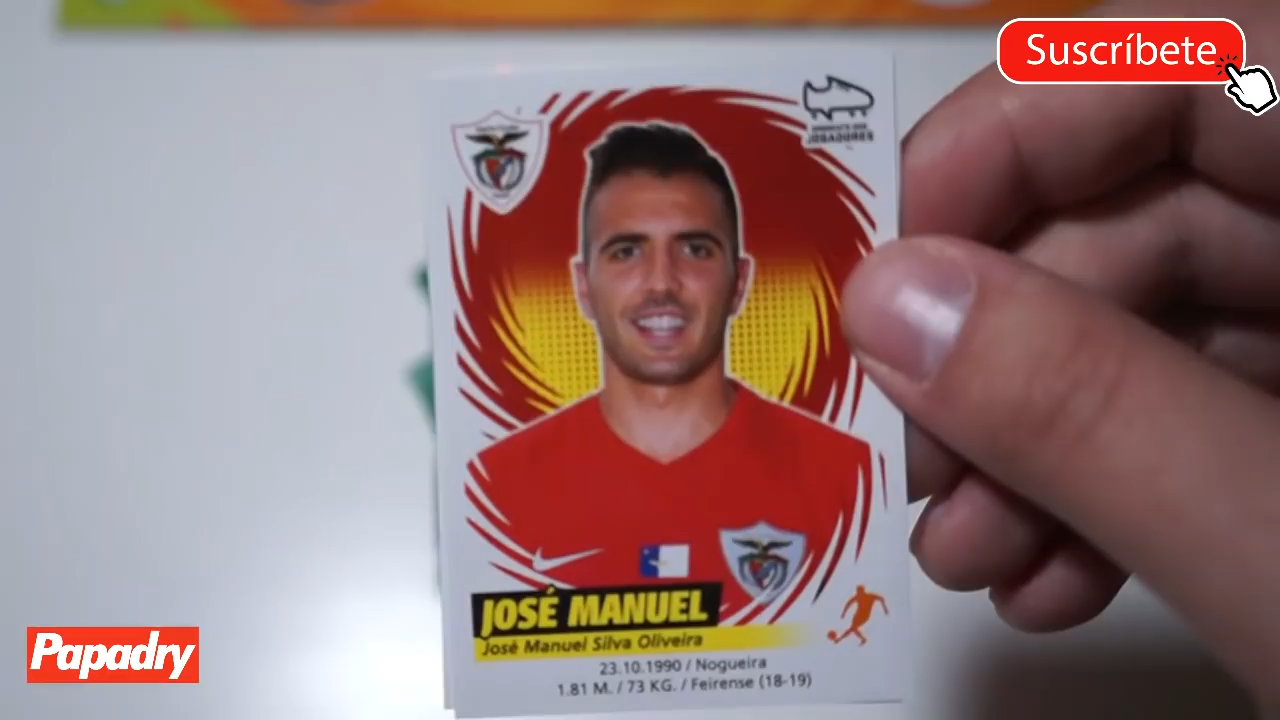 Suscríbete
JOGADORES
JOSÉ MANUEL
José Manuel Silva Oliveira
23.10.1990 / Nogueira
1.81 M. / 73 KG. / Feirense (18-19)
Papadry